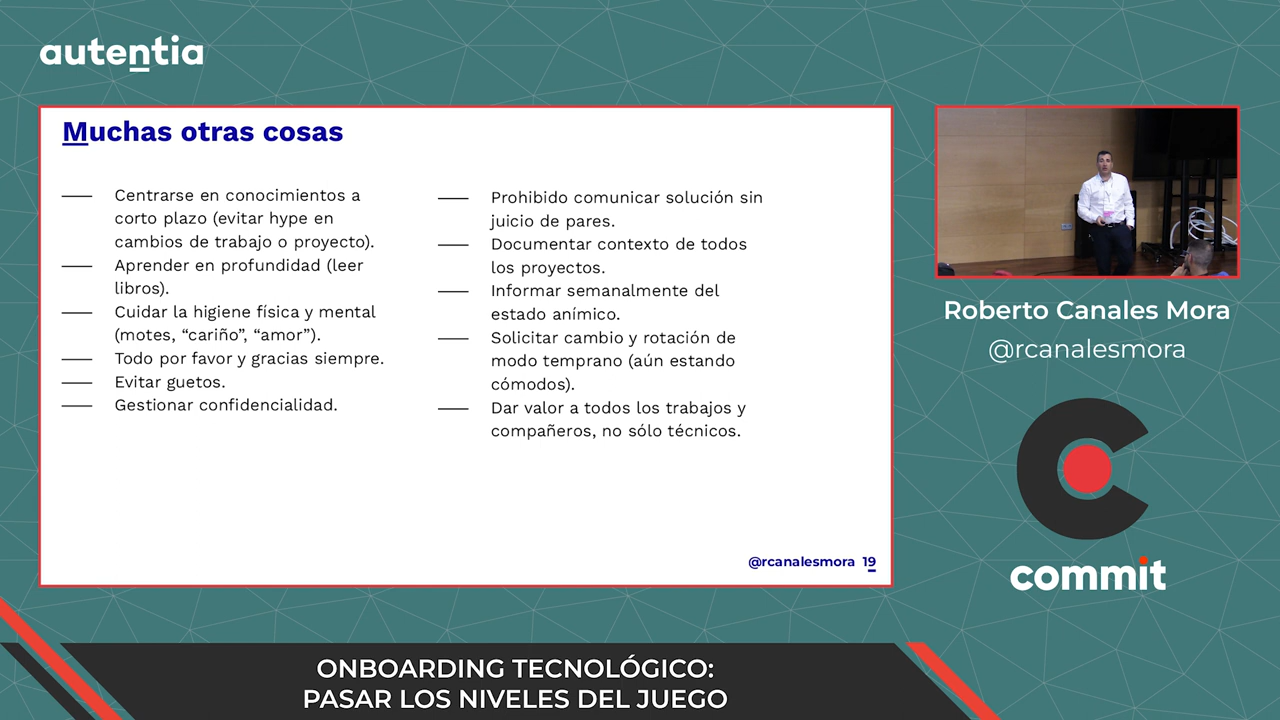 autentia
Muchas otras cosas
Centrarse en conocimientos a
corto plazo (evitar hype en
cambios de trabajo o proyecto).
Aprender en profundidad (leer
libros).
Cuidar la higiene física y mental
(motes, “cariño”, “amor”).
Todo por favor y gracias siempre.
Evitar guetos.
Gestionar confidencialidad.
Prohibido comunicar solución sin
juicio de pares.
Documentar contexto de todos
los proyectos.
Informar semanalmente del
estado anímico.
Solicitar cambio y rotación de
modo temprano (aún estando
cómodos).
Dar valor a todos los trabajos y
compañeros, no sólo técnicos.
@rcanalesmora 19
Roberto Canales Mora
@rcanalesmora
commit
ONBOARDING TECNOLÓGICO:
PASAR LOS NIVELES DEL JUEGO